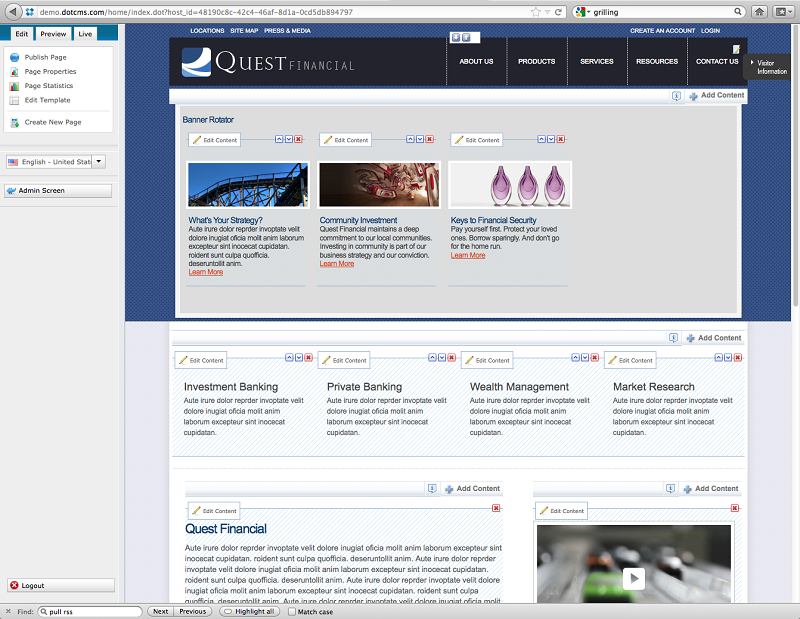 demo.dotcms.com/home/index.dot?host_id=48190c8c-42c4-46af-8d1a-0cd5db894797
grilling
Edit Preview Live
Publish Page
Page Properties
Page Statistics
Edit Template
Create New Page
English - United Stat
Admin Screen
Logout
LOCATIONS SITE MAP PRESS & MEDIA
CREATE AN ACCOUNT LOGIN
QUEST FINANCIAL
ABOUT US PRODUCTS SERVICES RESOURCES CONTACT US
Visitor
Information
Add Content
Banner Rotator
Edit Content
What's Your Strategy?
Aute irure dolor reprder invoptate velit
dolore inugiat oficia molit anim laborum
excepteur sint inocecat cupidatan.
roident sunt culpa quofficia.
deseruntollit anim.
Learn More
Edit Content
Community Investment
Quest Financial maintains a deep
commitment to our local communities.
Investing in community is part of our
business strategy and our conviction.
Learn More
Edit Content
Keys to Financial Security
Pay yourself first. Protect your loved
ones. Borrow sparingly. And don't go
for the home run.
Learn More
Add Content
Edit Content
Investment Banking
Aute irure dolor reprder invoptate velit
dolore inugiat oficia molit anim
laborum excepteur sint inocecat
cupidatan.
Edit Content
Private Banking
Aute irure dolor reprder invoptate velit
dolore inugiat oficia molit anim
laborum excepteur sint inocecat
cupidatan.
Edit Content
Wealth Management
Aute irure dolor reprder invoptate velit
dolore inugiat oficia molit anim
laborum excepteur sint inocecat
cupidatan.
Edit Content
Market Research
Aute irure dolor reprder invoptate velit
dolore inugiat oficia molit anim
laborum excepteur sint inocecat
cupidatan.
Add Content
Edit Content
Quest Financial
Aute irure dolor reprder invoptate velit dolore inugiat oficia molit anim laborum excepteur sint
inocecat cupidatan. roident sunt culpa quofficia. deseruntollit anim. Aute irure dolor reprder
invoptate velit dolore inugiat oficia molit anim laborum excepteur sint inocecat cupidatan.
roident sunt culpa quofficia. deseruntollit anim. Aute irure dolor reprder invoptate velit dolore
inugiat oficia molit anim laborum excepteur sint inocecat cupidatan. roident sunt culpa
quofficia. deseruntollit anim. Aute irure dolor reprder invoptate velit dolore inugiat oficia
Add Content
Edit Content
Find: pull rss Next Previous Highlight all Match case